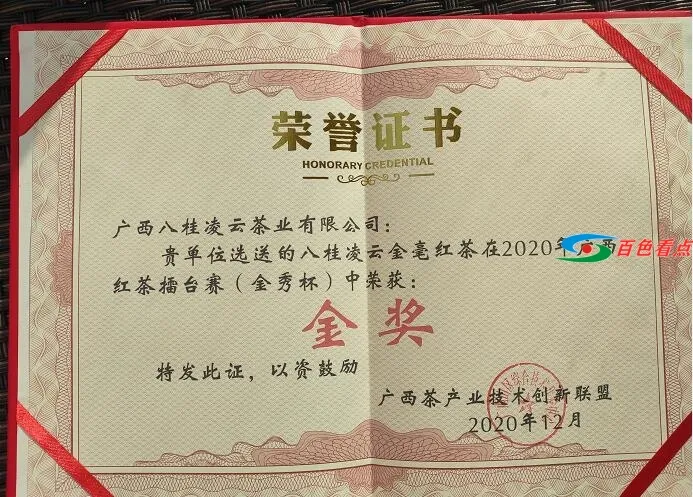 荣誉证书
HONORARY CREDENTIAL
广西八桂凌云茶业有限公司：
贵单位选送的八桂凌云金毫红茶在2020年广西
百色看点
红茶擂台赛（金秀杯）中荣获：
金奖
特发此证，以资鼓励
广西茶产业技术创新联盟
2020年12月